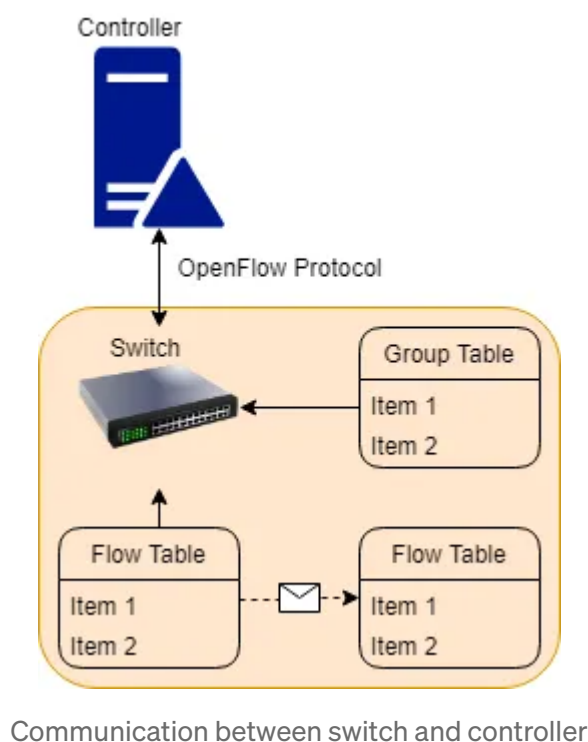 Controller
OpenFlow Protocol
Switch
Group Table
Item 1
Item 2
Flow Table
Item 1
Item 2
Flow Table
Item 1
Item 2
Communication between switch and controller